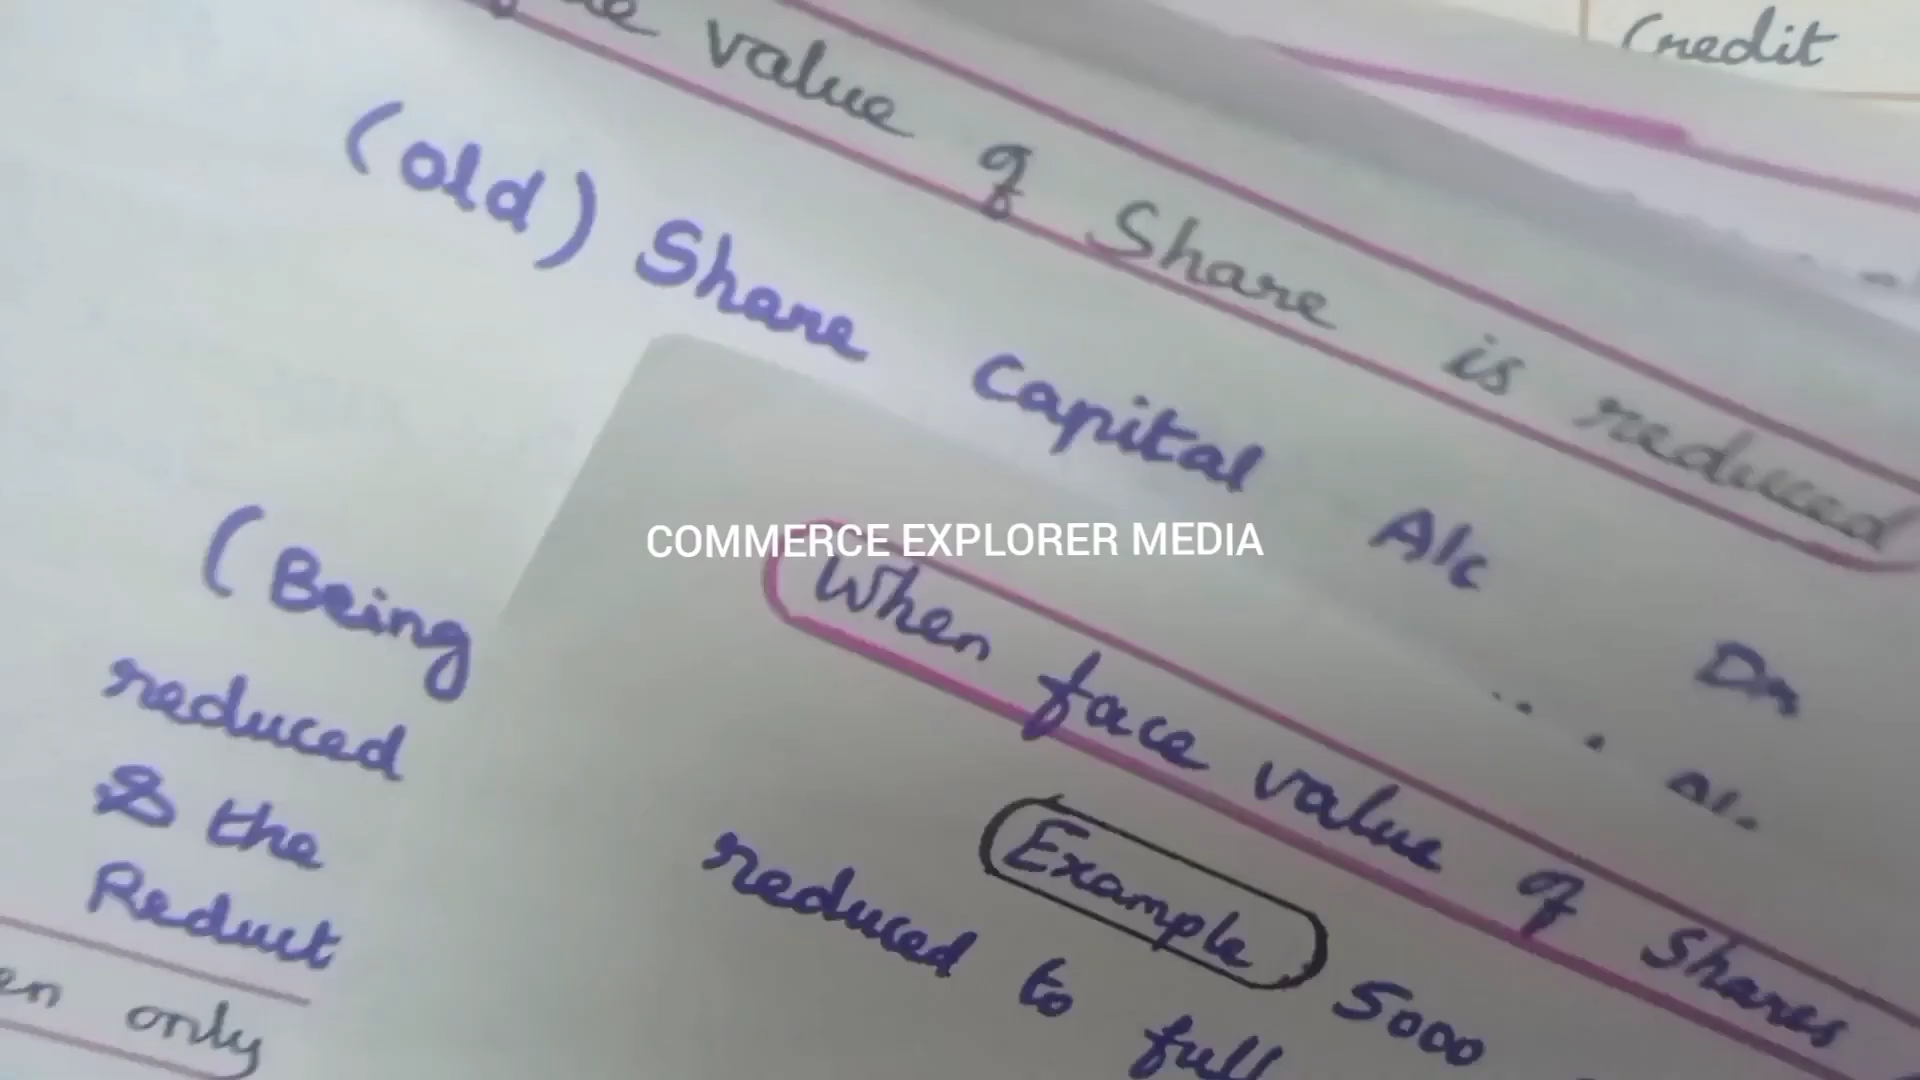 Credit
value of Share is reduced
(old) Share Capital A/c Dr
COMMERCE EXPLORER MEDIA
(Being
reduced
the
When face value of Shares
Example 5000
reduced to full
only